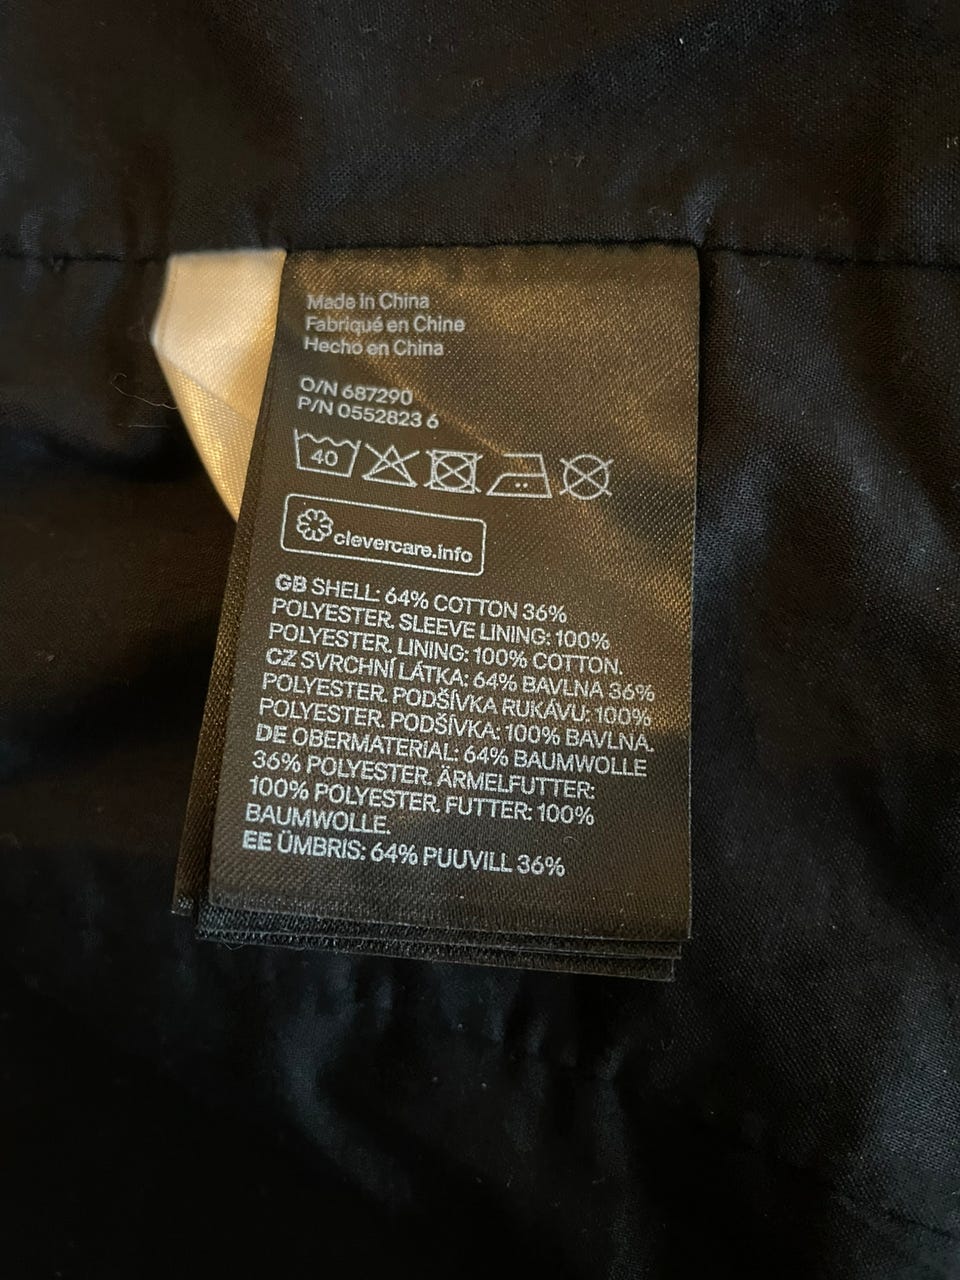 Made in China
Fabriqué en Chine
Hecho en China
O/N 687290
P/N 0552823 6
40
clevercare.info
GB SHELL: 64% COTTON 36%
POLYESTER. SLEEVE LINING: 100%
POLYESTER. LINING: 100% COTTON.
CZ SVRCHNÍ LÁTKA: 64% BAVLNA 36%
POLYESTER. PODŠÍVKA RUKÁVU: 100%
POLYESTER. PODŠÍVKA: 100% BAVLNA.
DE OBERMATERIAL: 64% BAUMWOLLE
36% POLYESTER. ÄRMELFUTTER:
100% POLYESTER. FUTTER: 100%
BAUMWOLLE.
EE ÜMBRIS: 64% PUUVILL 36%